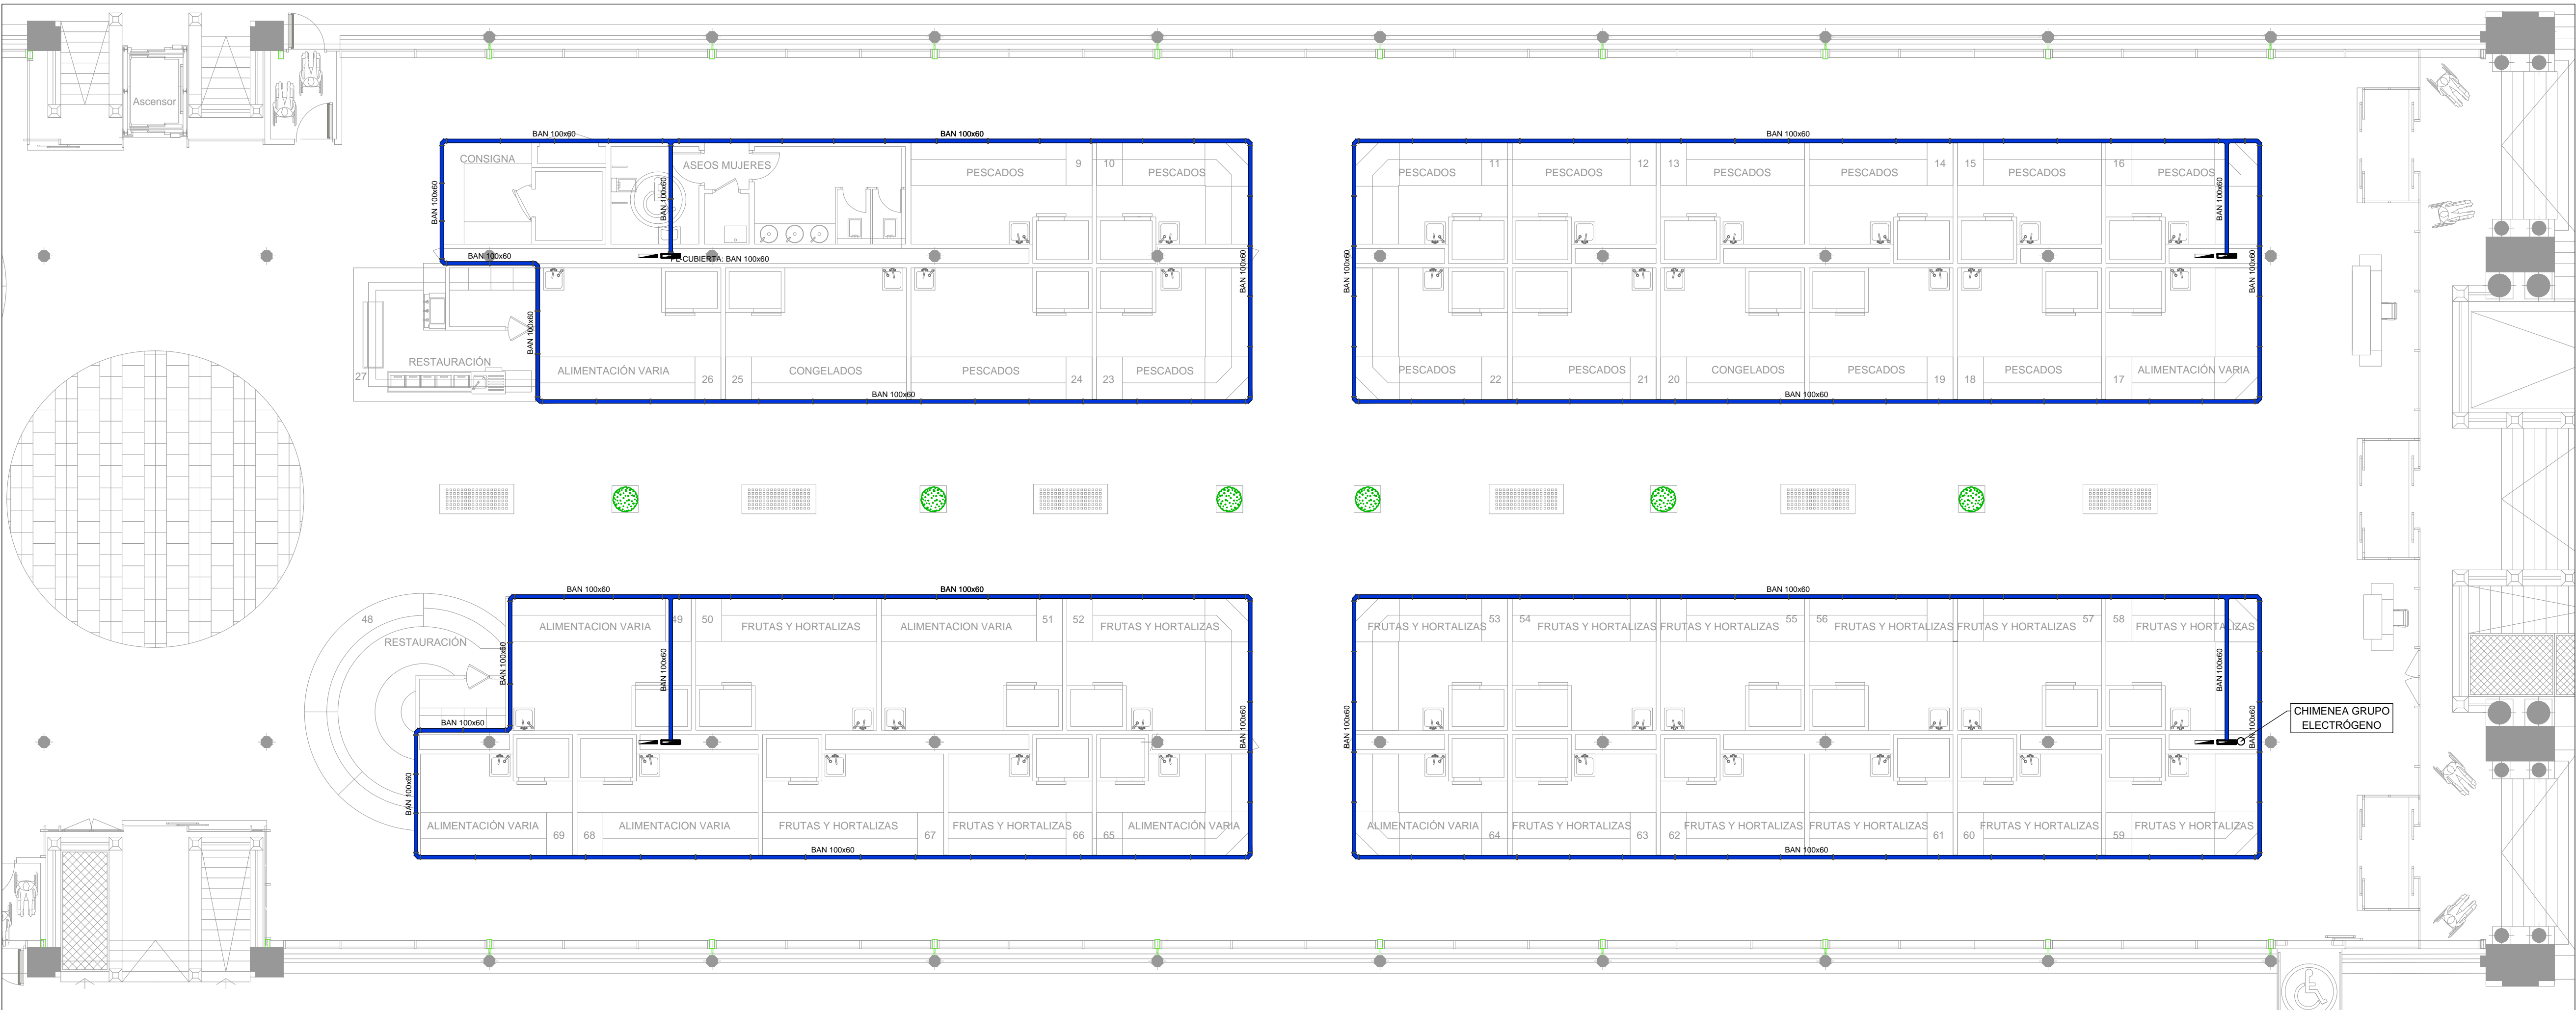 Ascensor
BAN 100x60
BAN 100x60
BAN 100x60
CONSIGNA
ASEOS MUJERES
9
10
PESCADOS
PESCADOS
11
12
13
14
15
16
PESCADOS
PESCADOS
PESCADOS
PESCADOS
PESCADOS
PESCADOS
BAN 100x60
BAN 100x60
BAN 100x60
BAN 100x60
PE-CUBIERTA: BAN 100x60
BAN 100x60
BAN 100x60
BAN 100x60
BAN 100x60
RESTAURACIÓN
27
ALIMENTACIÓN VARIA
26
25
CONGELADOS
PESCADOS
24
23
PESCADOS
PESCADOS
22
PESCADOS
21
20
CONGELADOS
PESCADOS
19
18
PESCADOS
17
ALIMENTACIÓN VARIA
BAN 100x60
BAN 100x60
BAN 100x60
BAN 100x60
BAN 100x60
48
RESTAURACIÓN
ALIMENTACION VARIA
49
50
FRUTAS Y HORTALIZAS
ALIMENTACION VARIA
51
52
FRUTAS Y HORTALIZAS
FRUTAS Y HORTALIZAS
53
54
FRUTAS Y HORTALIZAS
FRUTAS Y HORTALIZAS
55
56
FRUTAS Y HORTALIZAS
FRUTAS Y HORTALIZAS
57
58
FRUTAS Y HORTALIZAS
BAN 100x60
BAN 100x60
BAN 100x60
BAN 100x60
BAN 100x60
BAN 100x60
BAN 100x60
CHIMENEA GRUPO
ELECTRÓGENO
BAN 100x60
ALIMENTACIÓN VARIA
69
68
ALIMENTACION VARIA
FRUTAS Y HORTALIZAS
67
FRUTAS Y HORTALIZAS
66
65
ALIMENTACIÓN VARIA
ALIMENTACIÓN VARIA
64
FRUTAS Y HORTALIZAS
63
62
FRUTAS Y HORTALIZAS
FRUTAS Y HORTALIZAS
61
60
FRUTAS Y HORTALIZAS
59
FRUTAS Y HORTALIZAS
BAN 100x60
BAN 100x60